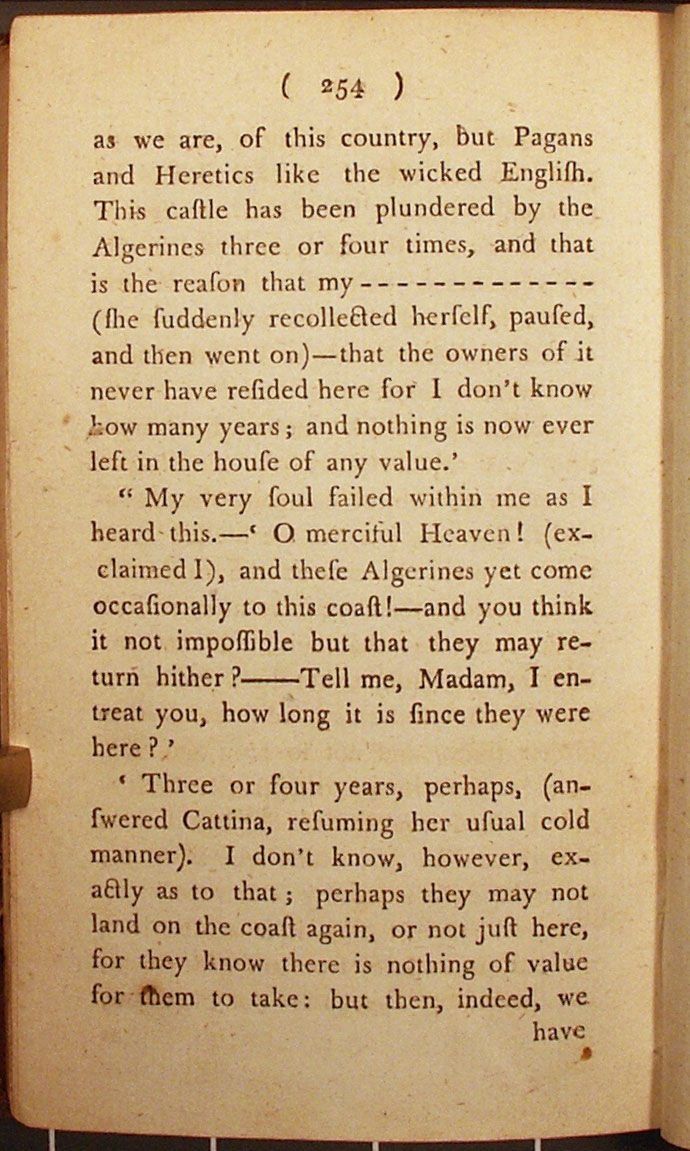 ( 254 )
as we are, of this country, but Pagans
and Heretics like the wicked Engliſh.
This caſtle has been plundered by the
Algerines three or four times, and that
is the reaſon that my - - - - - - - - - - - - -
(ſhe ſuddenly recollected herſelf, pauſed,
and then went on)—that the owners of it
never have reſided here for I don't know
how many years; and nothing is now ever
left in the houſe of any value.'
“ My very ſoul failed within me as I
heard this.—‘ O merciful Heaven! (ex-
claimed I), and theſe Algerines yet come
occaſionally to this coaſt!—and you think
it not impoſſible but that they may re-
turn hither?——Tell me, Madam, I en-
treat you, how long it is ſince they were
here?’
‘ Three or four years, perhaps, (an-
ſwered Cattina, reſuming her uſual cold
manner). I don't know, however, ex-
actly as to that; perhaps they may not
land on the coaſt again, or not juſt here,
for they know there is nothing of value
for them to take: but then, indeed, we
have